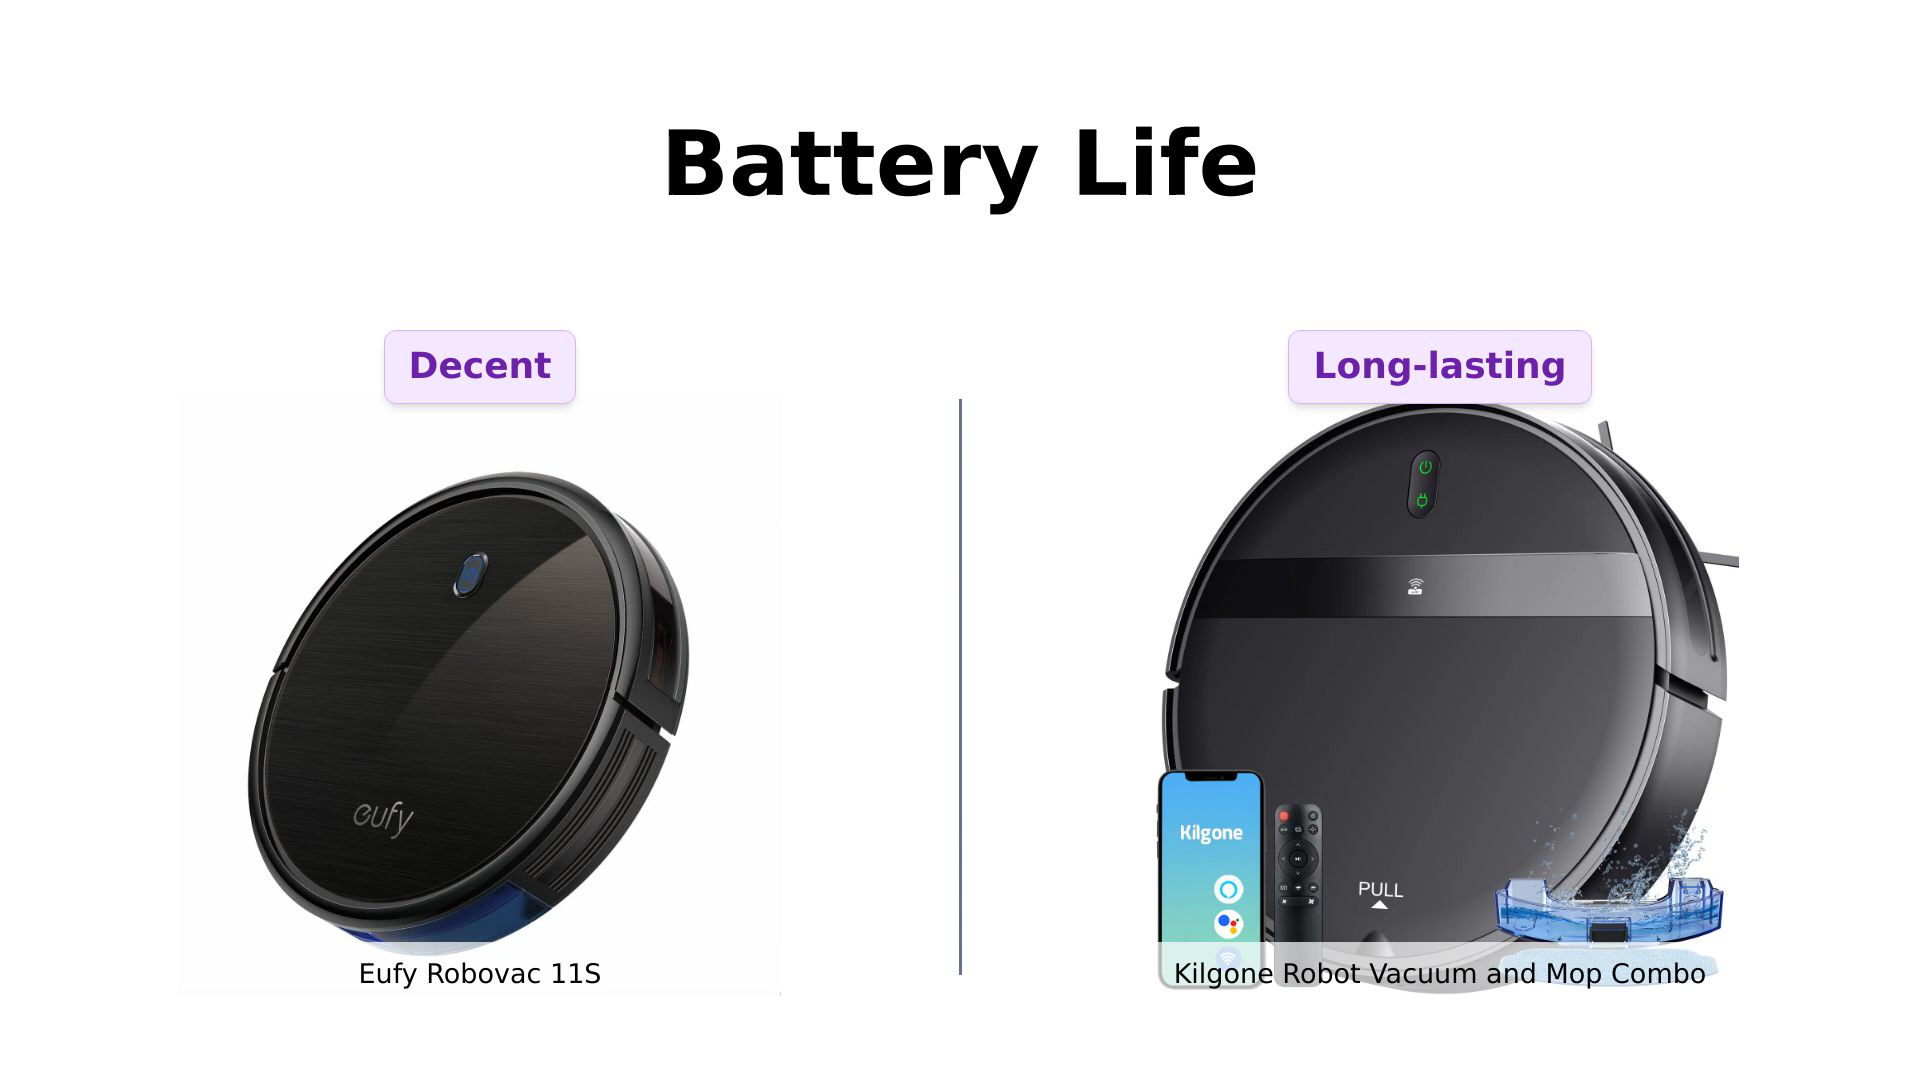 Battery Life
Decent
Long-lasting
eufy
Kilgone
PULL
Eufy Robovac 11S
Kilgone Robot Vacuum and Mop Combo